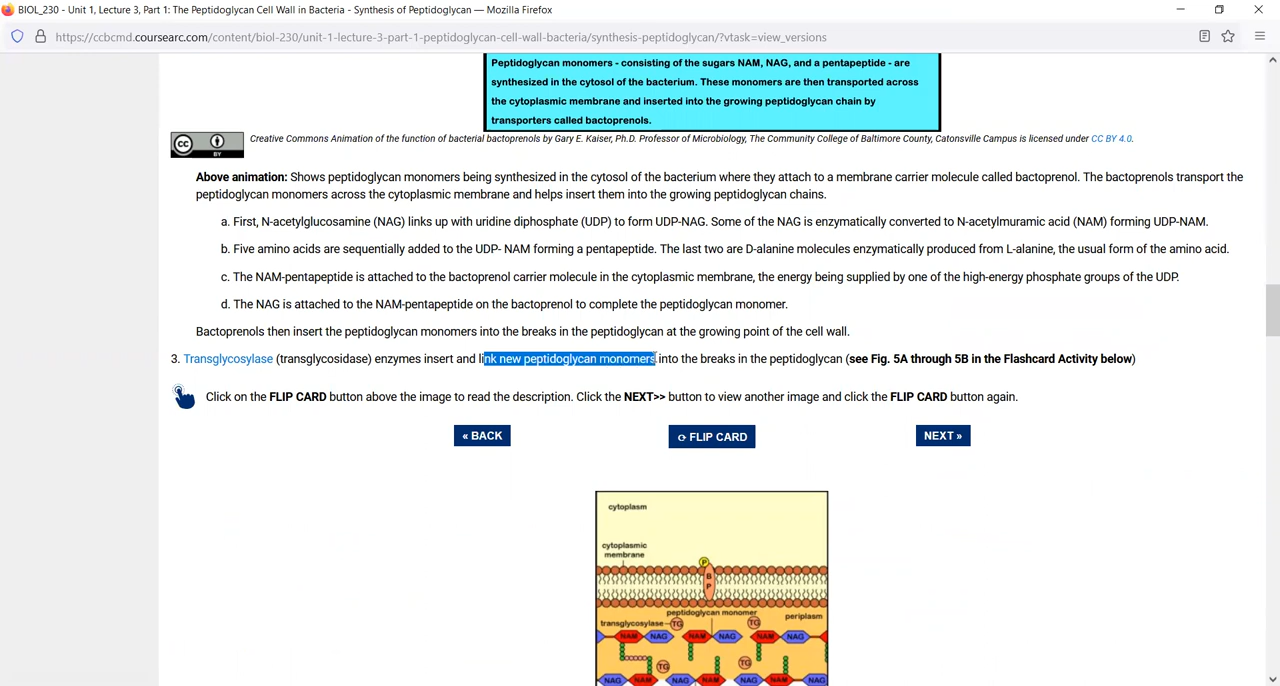 BIOL_230 - Unit 1, Lecture 3, Part 1: The Peptidoglycan Cell Wall in Bacteria - Synthesis of Peptidoglycan — Mozilla Firefox
https://ccbcmd.coursearc.com/content/biol-230/unit-1-lecture-3-part-1-peptidoglycan-cell-wall-bacteria/synthesis-peptidoglycan/?vtask=view_versions
Peptidoglycan monomers - consisting of the sugars NAM, NAG, and a pentapeptide - are
synthesized in the cytosol of the bacterium. These monomers are then transported across
the cytoplasmic membrane and inserted into the growing peptidoglycan chain by
transporters called bactoprenols.
CC BY
Creative Commons Animation of the function of bacterial bactoprenols by Gary E. Kaiser, Ph.D. Professor of Microbiology, The Community College of Baltimore County, Catonsville Campus is licensed under CC BY 4.0.
Above animation: Shows peptidoglycan monomers being synthesized in the cytosol of the bacterium where they attach to a membrane carrier molecule called bactoprenol. The bactoprenols transport the
peptidoglycan monomers across the cytoplasmic membrane and helps insert them into the growing peptidoglycan chains.
a. First, N-acetylglucosamine (NAG) links up with uridine diphosphate (UDP) to form UDP-NAG. Some of the NAG is enzymatically converted to N-acetylmuramic acid (NAM) forming UDP-NAM.
b. Five amino acids are sequentially added to the UDP- NAM forming a pentapeptide. The last two are D-alanine molecules enzymatically produced from L-alanine, the usual form of the amino acid.
c. The NAM-pentapeptide is attached to the bactoprenol carrier molecule in the cytoplasmic membrane, the energy being supplied by one of the high-energy phosphate groups of the UDP.
d. The NAG is attached to the NAM-pentapeptide on the bactoprenol to complete the peptidoglycan monomer.
Bactoprenols then insert the peptidoglycan monomers into the breaks in the peptidoglycan at the growing point of the cell wall.
3. Transglycosylase (transglycosidase) enzymes insert and link new peptidoglycan monomers into the breaks in the peptidoglycan (see Fig. 5A through 5B in the Flashcard Activity below)
Click on the FLIP CARD button above the image to read the description. Click the NEXT>> button to view another image and click the FLIP CARD button again.
« BACK
FLIP CARD
NEXT »
cytoplasm
cytoplasmic
membrane
P
B
P
peptidoglycan monomer
periplasm
transglycosylase
TG
TG
NAM NAG NAM NAG NAM NAG
TG
TG
NAG NAM NAG NAM NAG NAM NAG